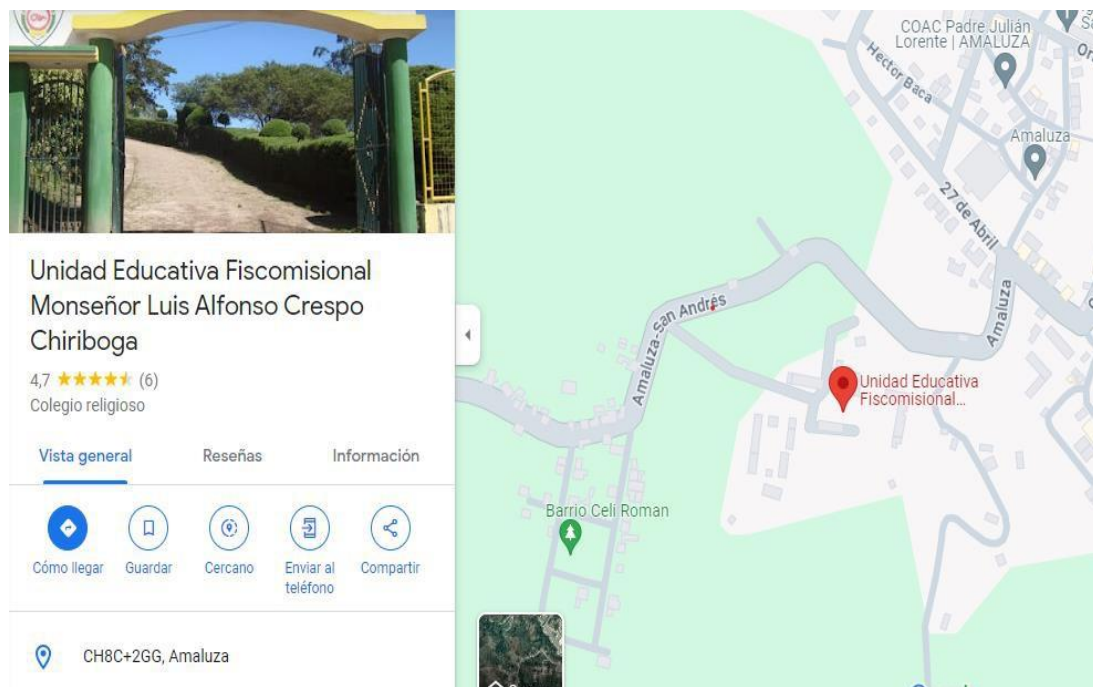 Unidad Educativa Fiscomisional
Monseñor Luis Alfonso Crespo
Chiriboga
4,7 (6)
Colegio religioso
Vista general Reseñas Información
Cómo llegar Guardar Cercano Enviar al Compartir
teléfono
CH8C+2GG, Amaluza
COAC Padre Julián
Lorente | AMALUZA
Hector Baca
Amaluza
27 de Abril
Amaluza-San Andrés
Amaluza
Unidad Educativa
Fiscomisional...
Barrio Celi Roman